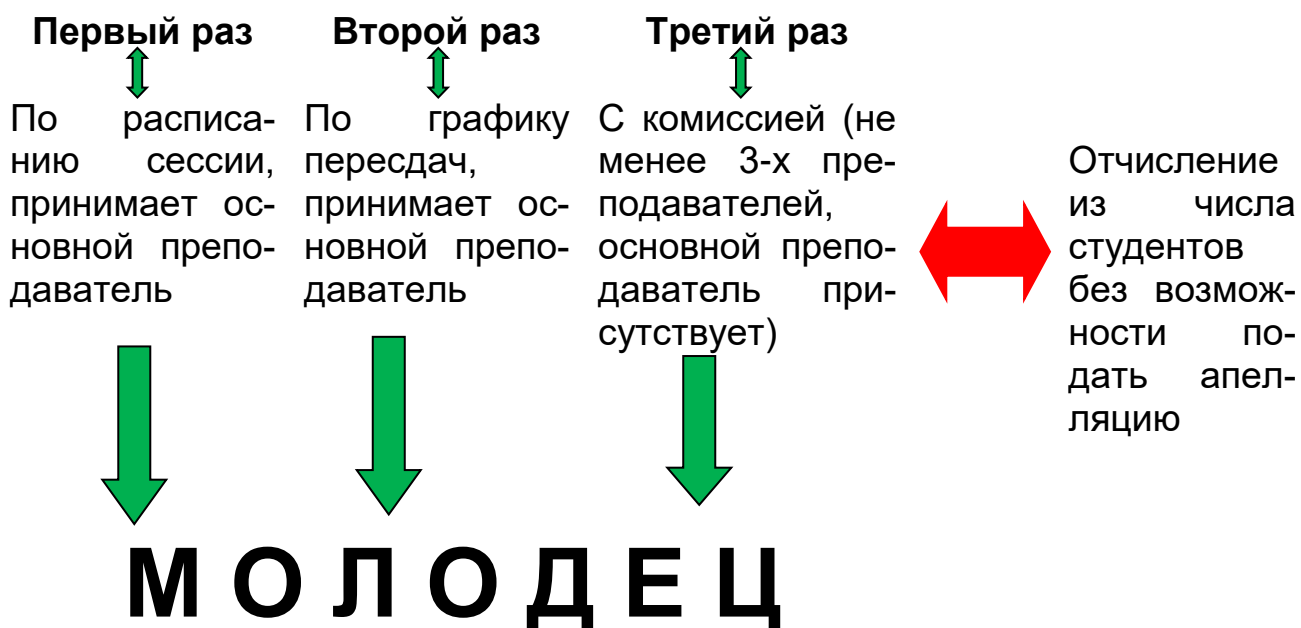 Первый раз
Второй раз
Третий раз
По расписа-
нию сессии,
принимает ос-
новной препо-
даватель
По графику
пересдач,
принимает ос-
новной препо-
даватель
С комиссией (не
менее 3-х пре-
подавателей,
основной препо-
даватель при-
сутствует)
Отчисление
из числа
студентов
без возмож-
ности по-
дать апел-
ляцию
М О Л О Д Е Ц